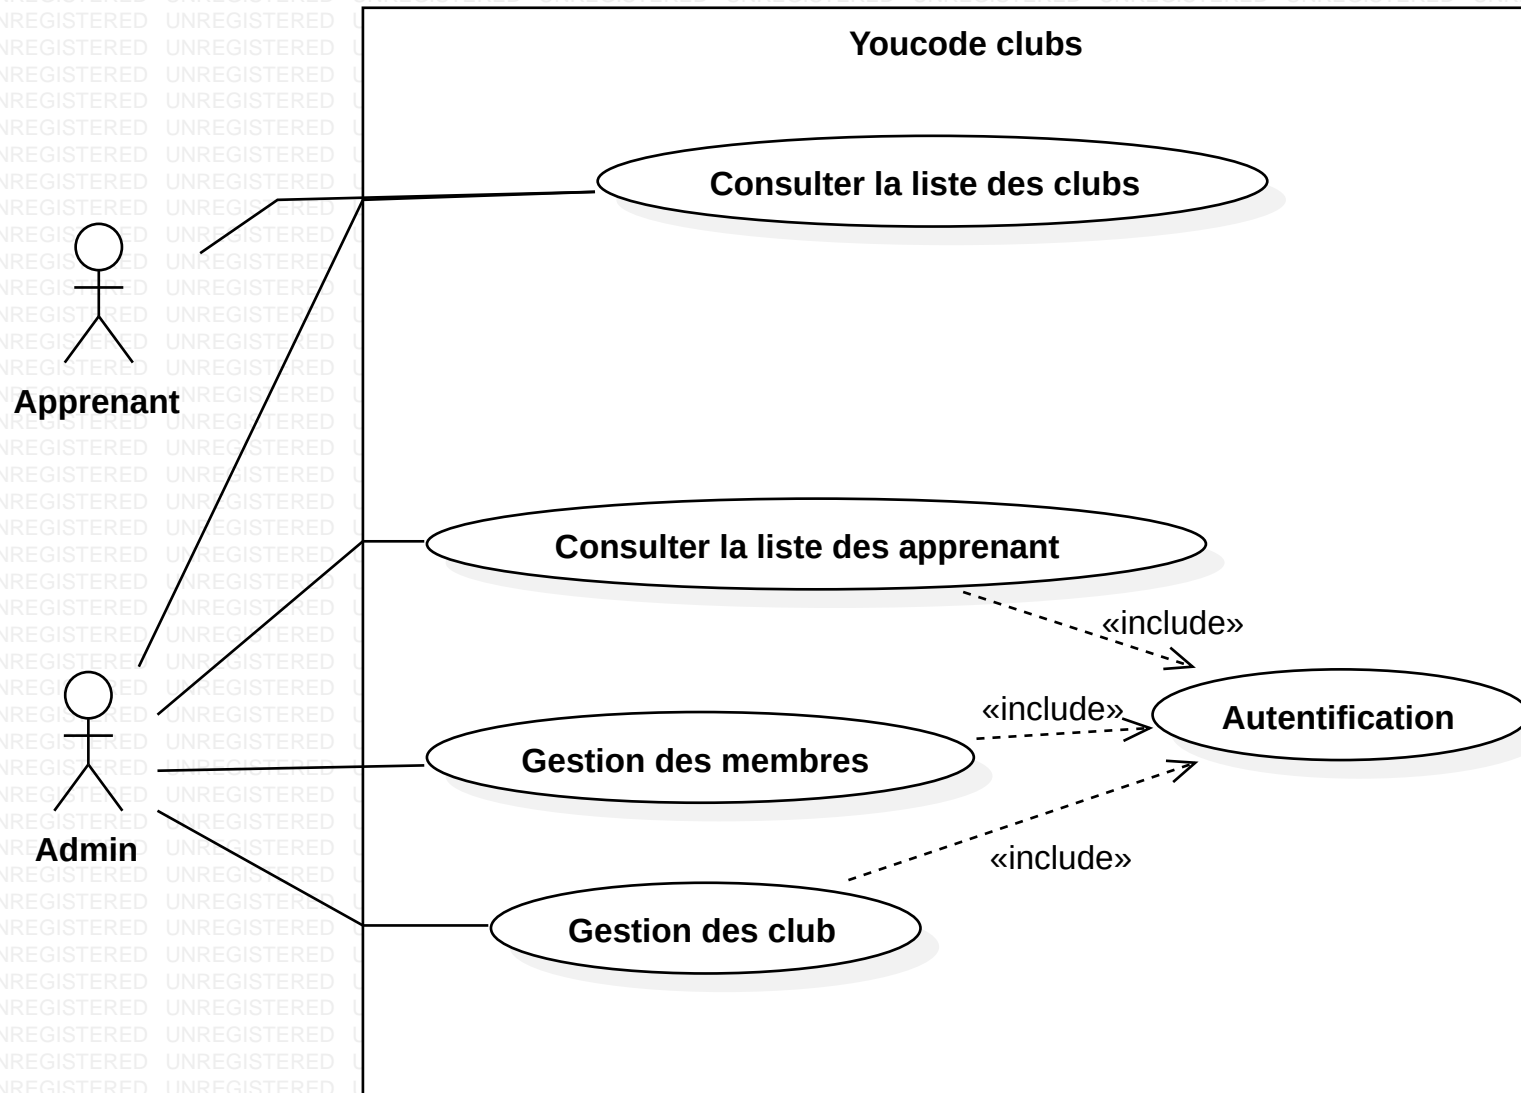 Youcode clubs
Consulter la liste des clubs
Apprenant
Consulter la liste des apprenant
«include»
«include»
Autentification
Gestion des membres
Admin
«include»
Gestion des club
UNREGISTERED